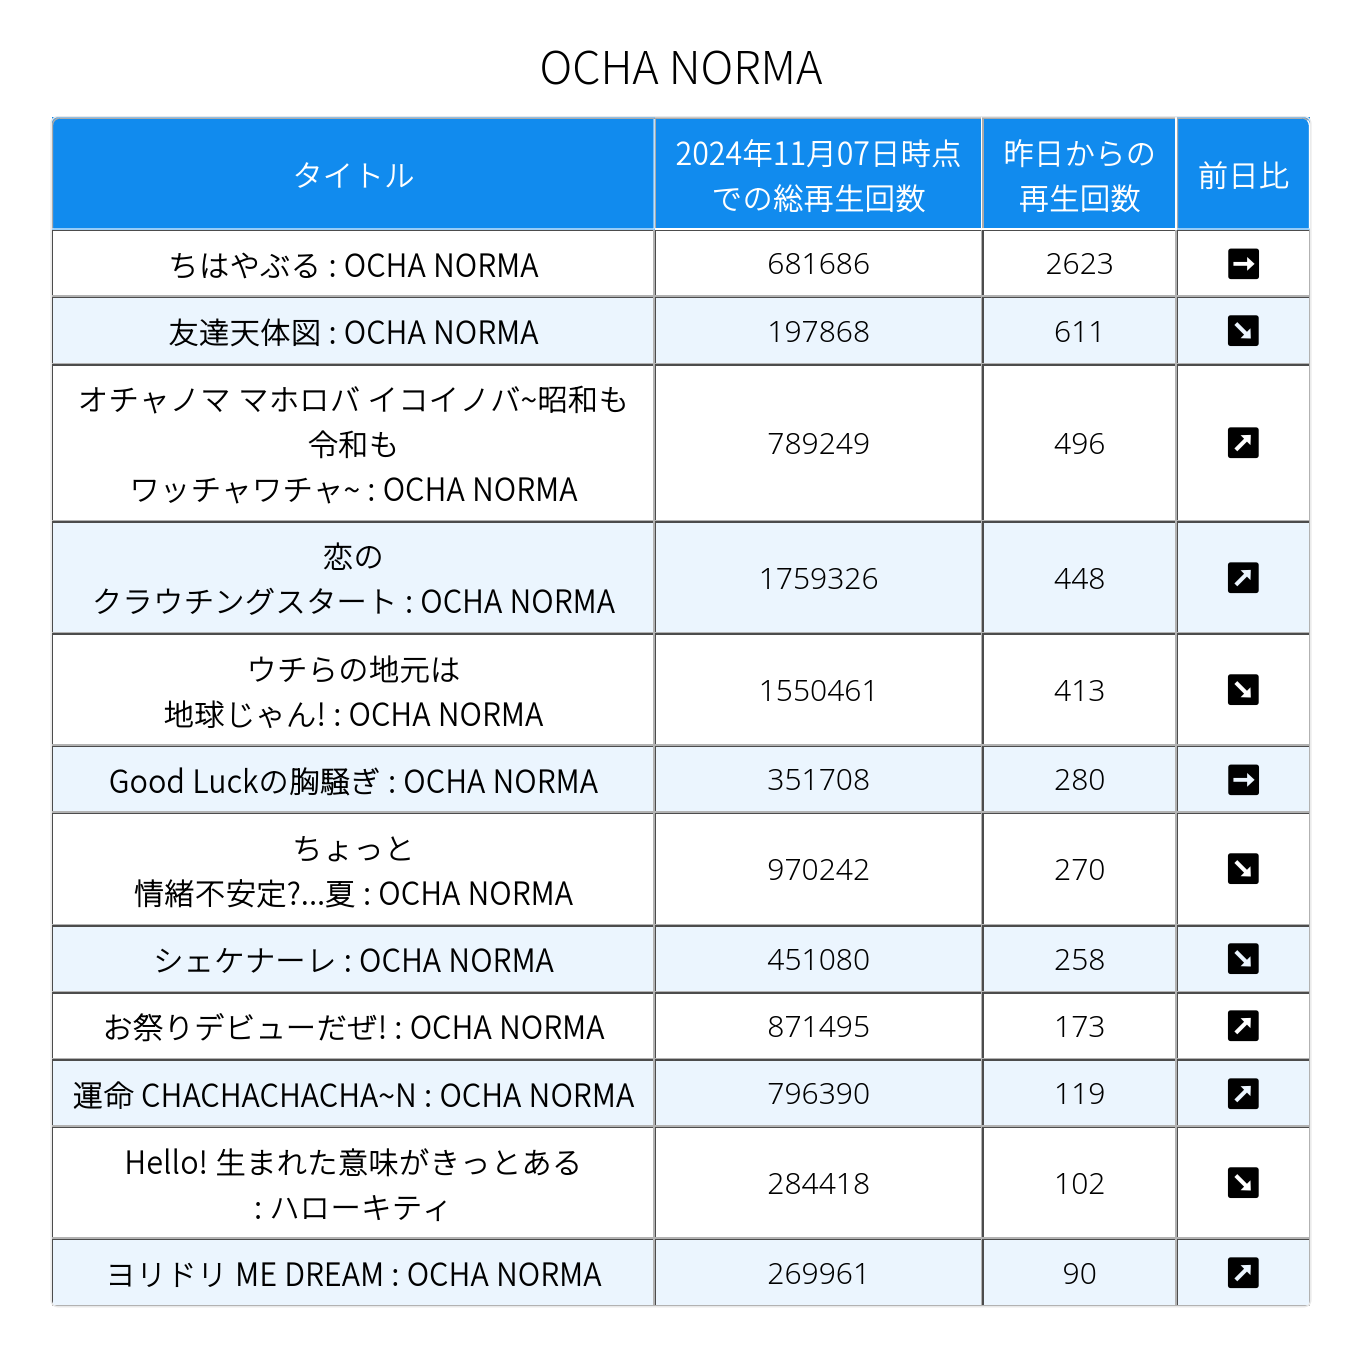 OCHA NORMA
タイトル
2024年11月07日時点
での総再生回数
昨日からの
再生回数
前日比
ちはやぶる : OCHA NORMA
681686
2623
友達天体図 : OCHA NORMA
197868
611
オチャノマ マホロバ イコイノバ~昭和も
令和も
ワッチャワチャ~ : OCHA NORMA
789249
496
恋の
クラウチングスタート : OCHA NORMA
1759326
448
ウチらの地元は
地球じゃん! : OCHA NORMA
1550461
413
Good Luckの胸騒ぎ : OCHA NORMA
351708
280
ちょっと
情緒不安定?...夏 : OCHA NORMA
970242
270
シェケナーレ : OCHA NORMA
451080
258
お祭りデビューだぜ! : OCHA NORMA
871495
173
運命 CHACHACHACHA~N : OCHA NORMA
796390
119
Hello! 生まれた意味がきっとある
: ハローキティ
284418
102
ヨリドリ ME DREAM : OCHA NORMA
269961
90